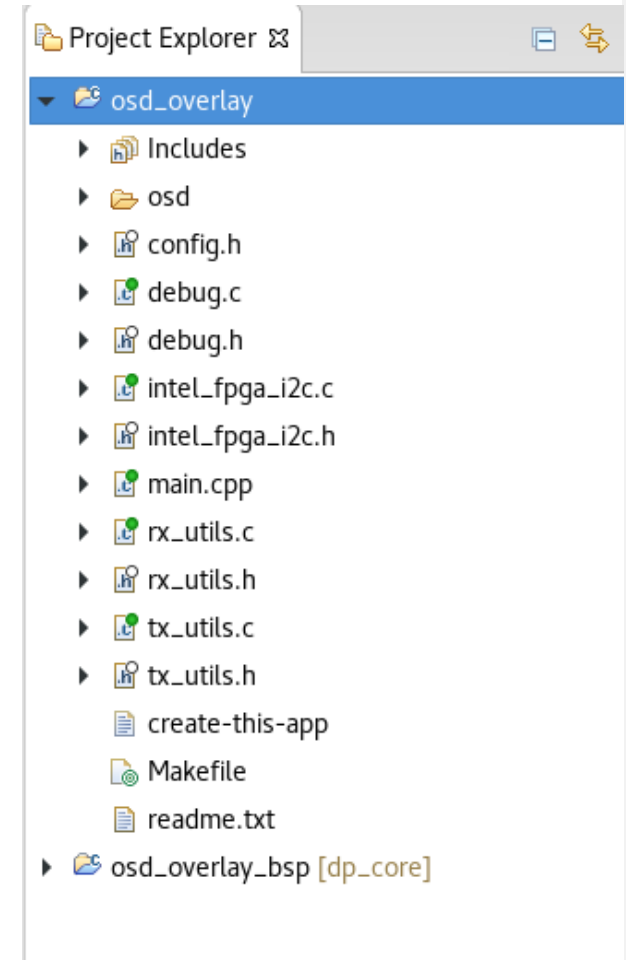 Project Explorer
osd_overlay
Includes
osd
config.h
debug.c
debug.h
intel_fpga_i2c.c
intel_fpga_i2c.h
main.cpp
rx_utils.c
rx_utils.h
tx_utils.c
tx_utils.h
create-this-app
Makefile
readme.txt
osd_overlay_bsp [dp_core]